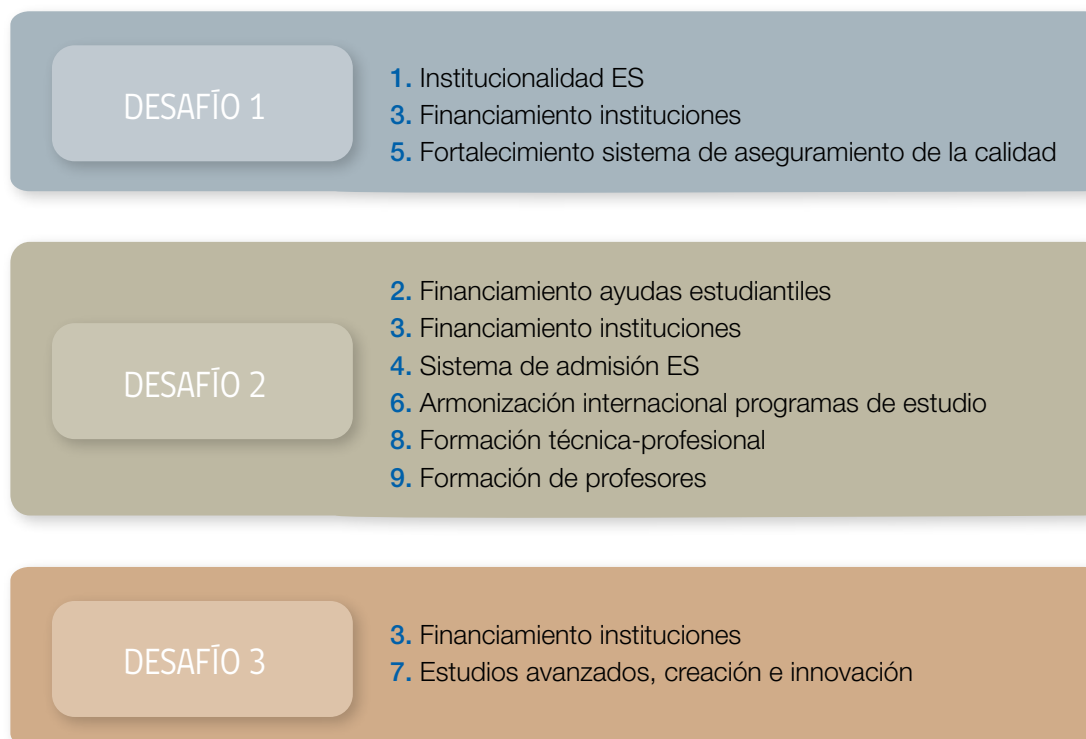 DESAFÍO 1
1. Institucionalidad ES
3. Financiamiento instituciones
5. Fortalecimiento sistema de aseguramiento de la calidad
DESAFÍO 2
2. Financiamiento ayudas estudiantiles
3. Financiamiento instituciones
4. Sistema de admisión ES
6. Armonización internacional programas de estudio
8. Formación técnica-profesional
9. Formación de profesores
DESAFÍO 3
3. Financiamiento instituciones
7. Estudios avanzados, creación e innovación